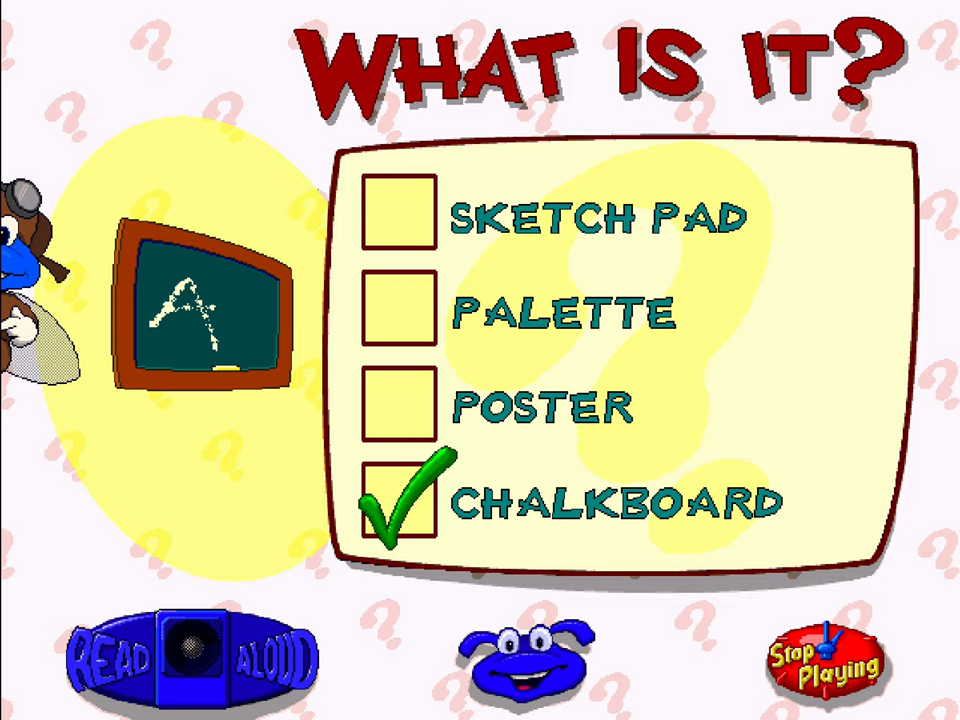 WHAT IS IT?
SKETCH PAD
PALETTE
POSTER
CHALKBOARD
A
READ ALOUD
Stop
Playing